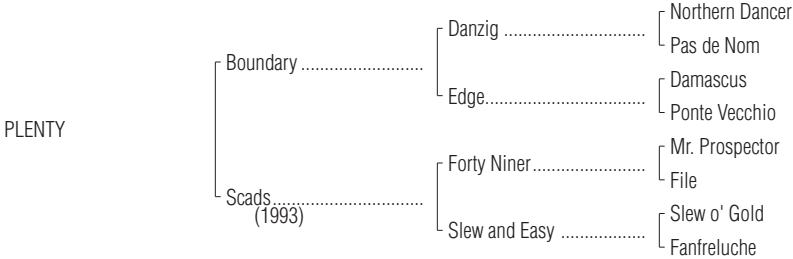 Northern Dancer
Danzig ..............................
Pas de Nom
Boundary .........................
Damascus
Edge..................................
Ponte Vecchio
PLENTY
Mr. Prospector
Forty Niner........................
File
Scads................................
(1993)
Slew o' Gold
Slew and Easy ..................
Fanfreluche